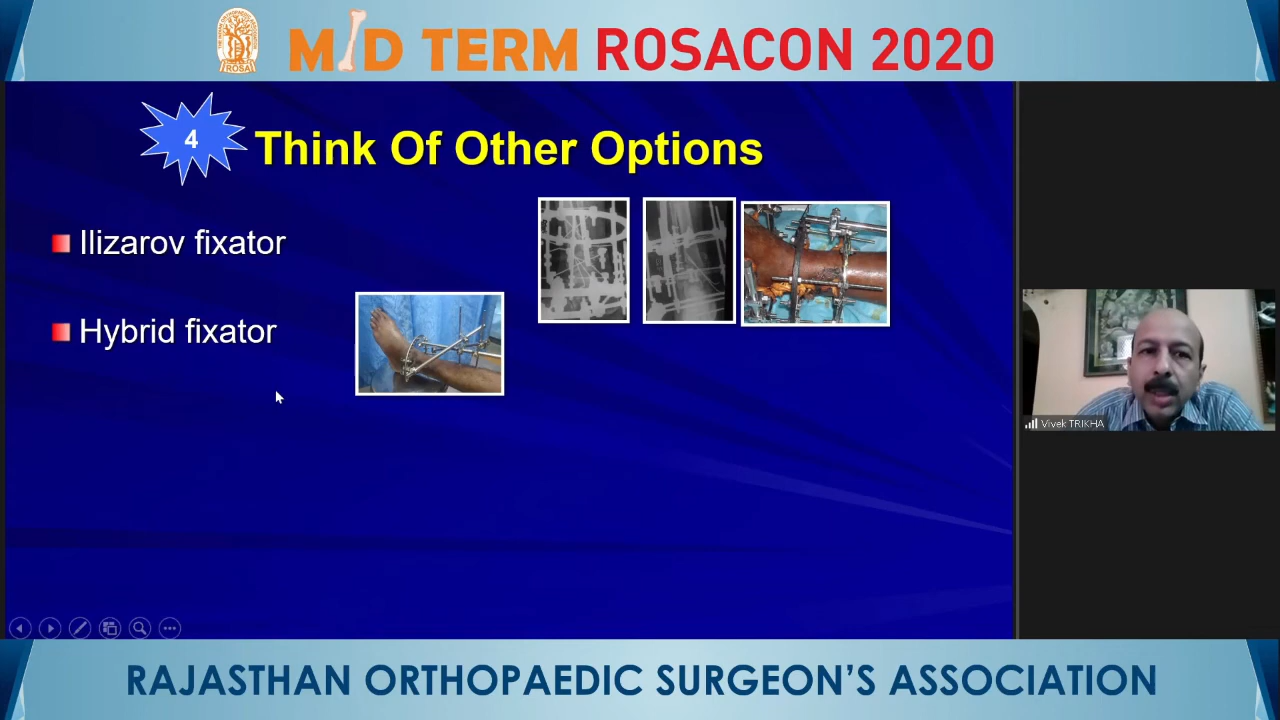 MID TERM ROSACON 2020
ROSA
4
Think Of Other Options
Ilizarov fixator
Hybrid fixator
Vivek TRIKHA
RAJASTHAN ORTHOPAEDIC SURGEON'S ASSOCIATION